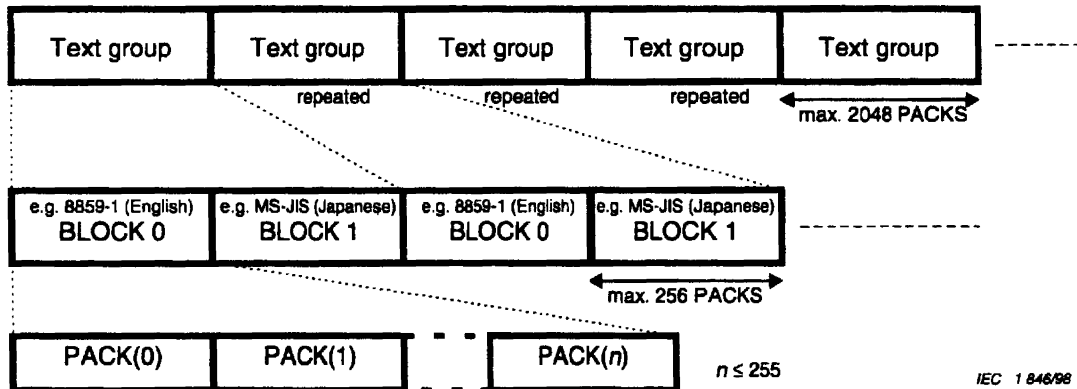 Text group Text group Text group Text group Text group
repeated repeated repeated
max. 2048 PACKS
e.g. 8859-1 (English) e.g. MS-JIS (Japanese) e.g. 8859-1 (English) e.g. MS-JIS (Japanese)
BLOCK 0 BLOCK 1 BLOCK 0 BLOCK 1
max. 256 PACKS
PACK(0) PACK(1) PACK(n)
n ≤ 255
IEC 1 846/98